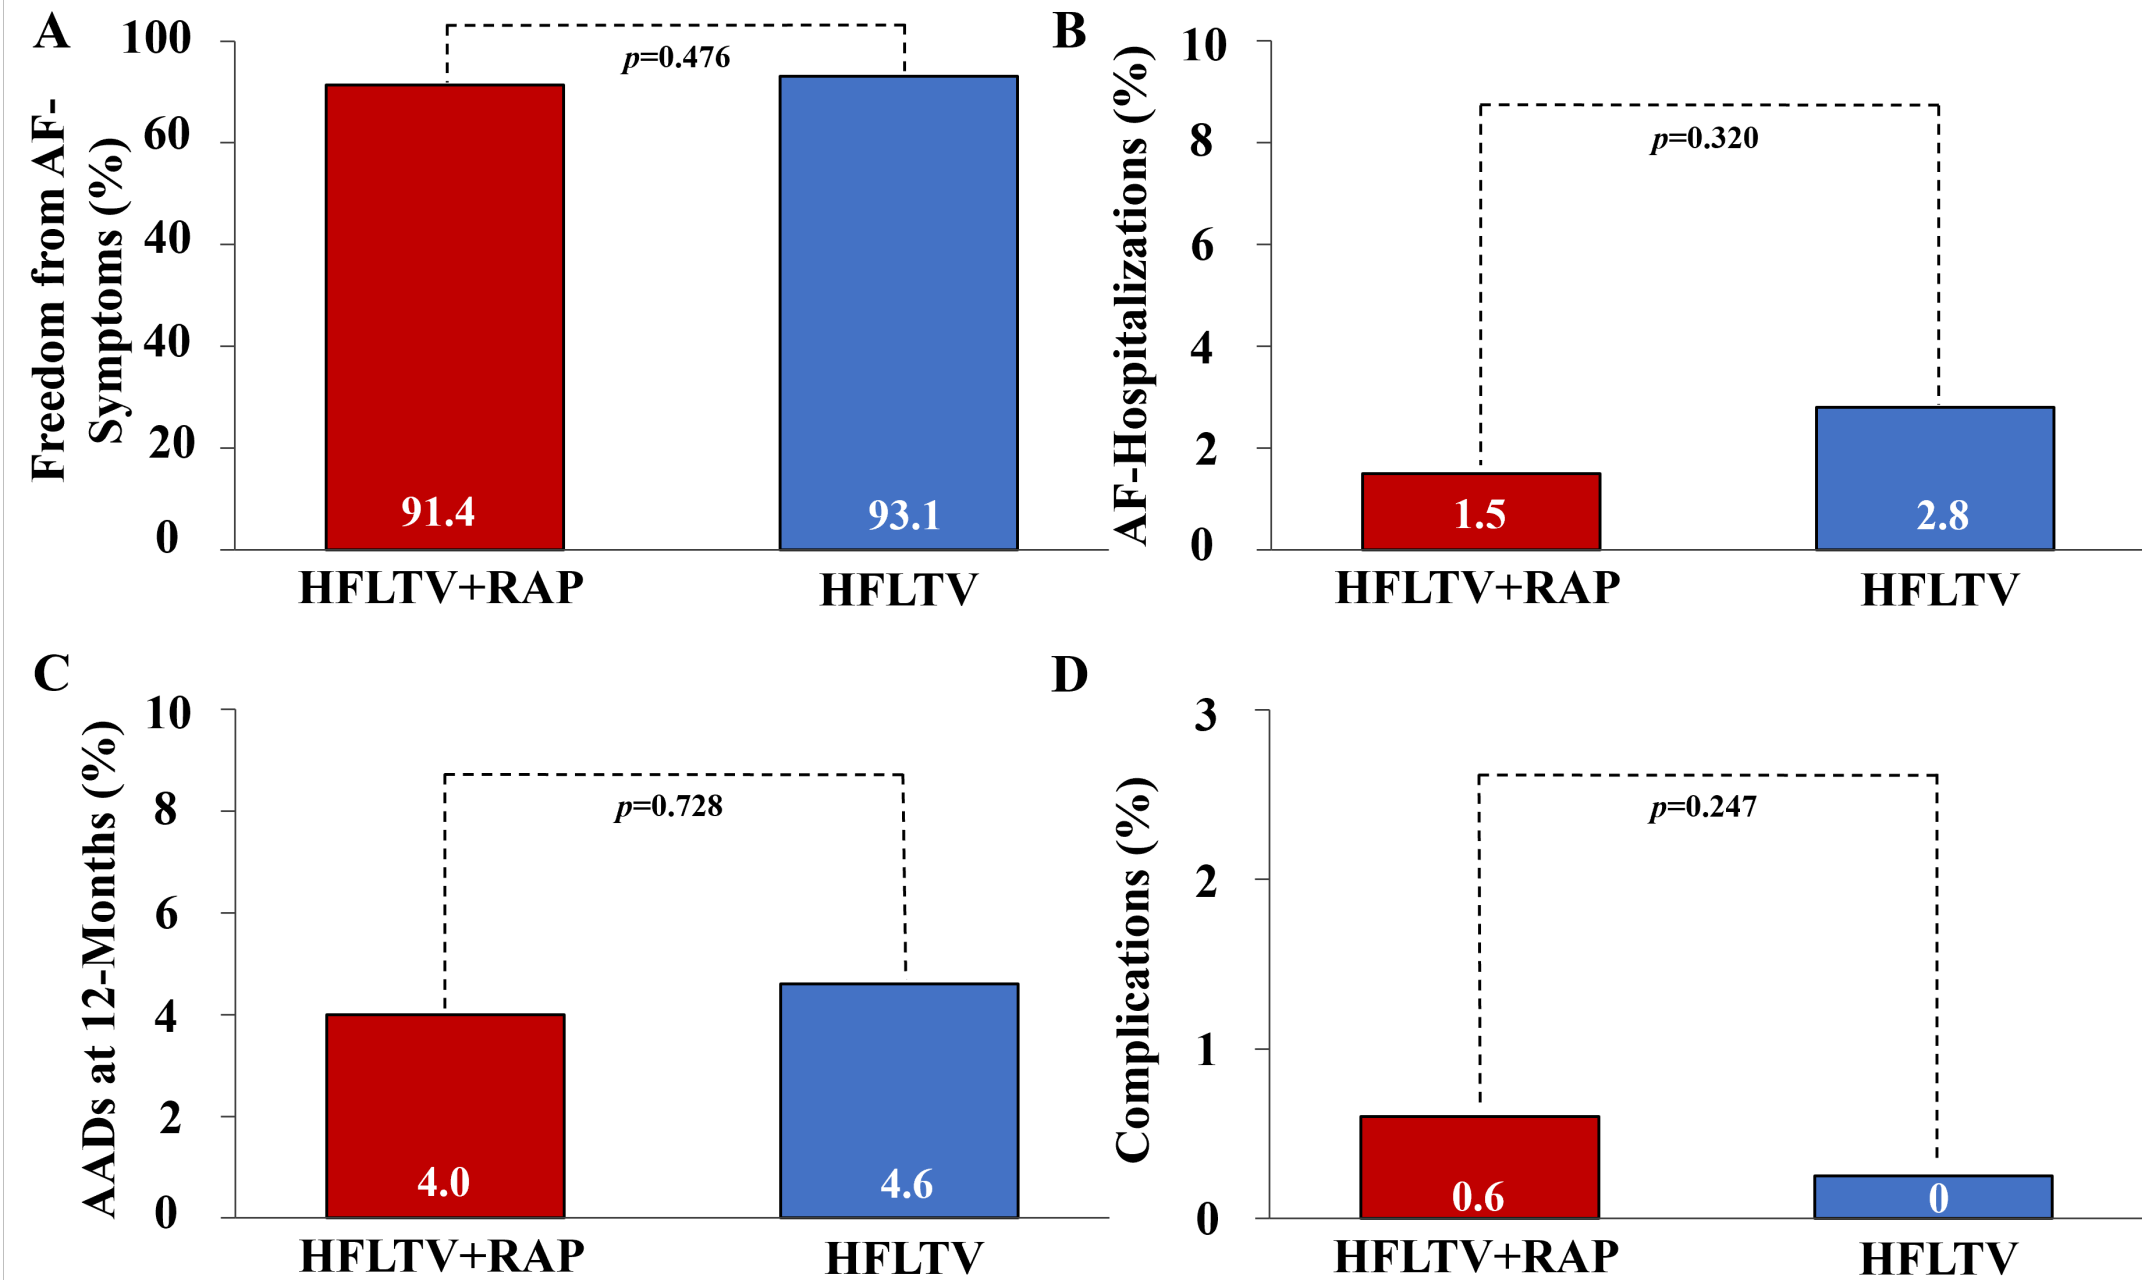 A
Freedom from AF-
Symptoms (%)
100
60
40
40
20
0
p=0.476
91.4
93.1
HFLTV+RAP
HFLTV
B
AF-Hospitalizations (%)
10
8
6
4
2
0
p=0.320
1.5
2.8
HFLTV+RAP
HFLTV
C
AADs at 12-Months (%)
10
8
6
4
2
0
p=0.728
4.0
4.6
HFLTV+RAP
HFLTV
D
Complications (%)
3
2
1
0
p=0.247
0.6
0
HFLTV+RAP
HFLTV